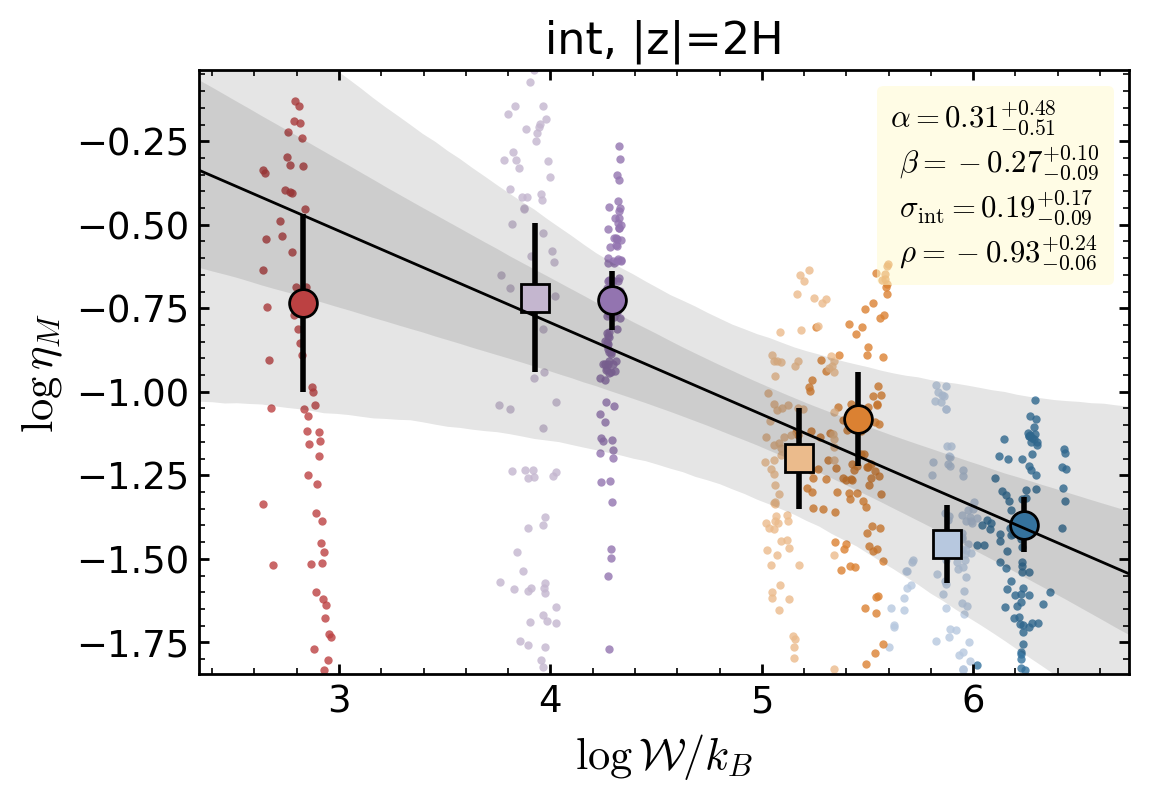 int, |z|=2H
α = 0.31^{+0.48}_{−0.51}
β = −0.27^{+0.10}_{−0.09}
σ_{int} = 0.19^{+0.17}_{−0.09}
ρ = −0.93^{+0.24}_{−0.06}
log η_M
−0.25
−0.50
−0.75
−1.00
−1.25
−1.50
−1.75
3 4 5 6
log 𝒲/k_B